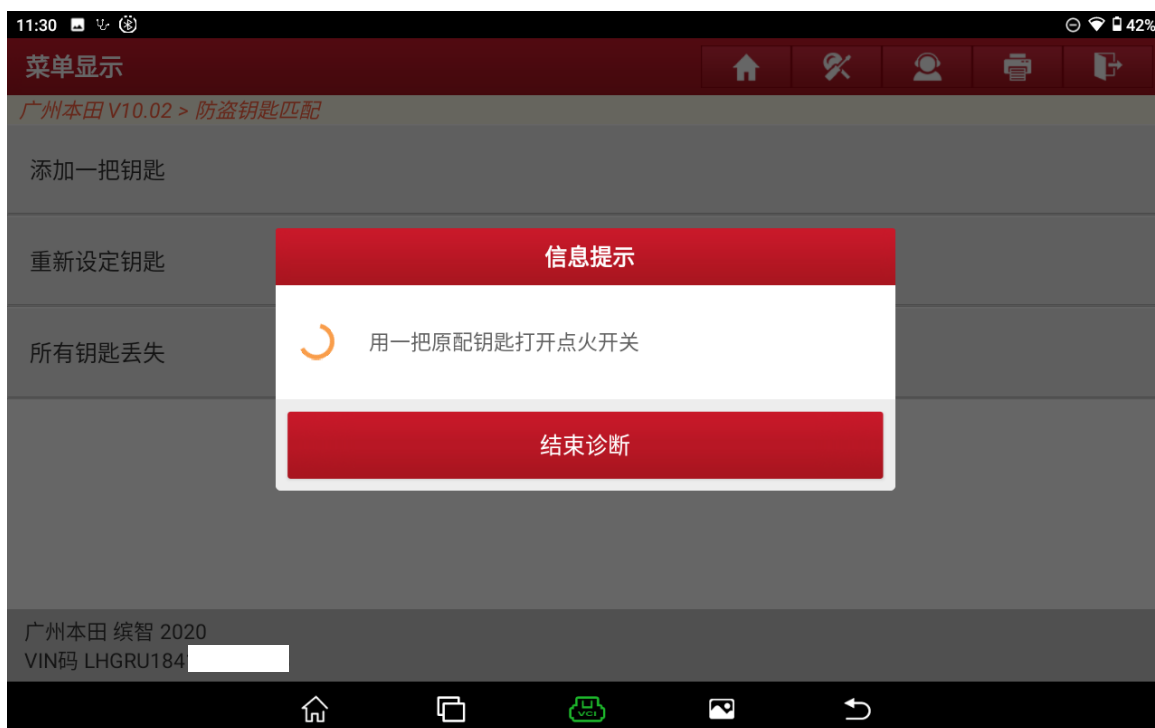 11:30
42%
菜单显示
广州本田 V10.02 > 防盗钥匙匹配
添加一把钥匙
重新设定钥匙
所有钥匙丢失
信息提示
用一把原配钥匙打开点火开关
结束诊断
广州本田 缤智 2020
VIN码 LHGRU184
VCI